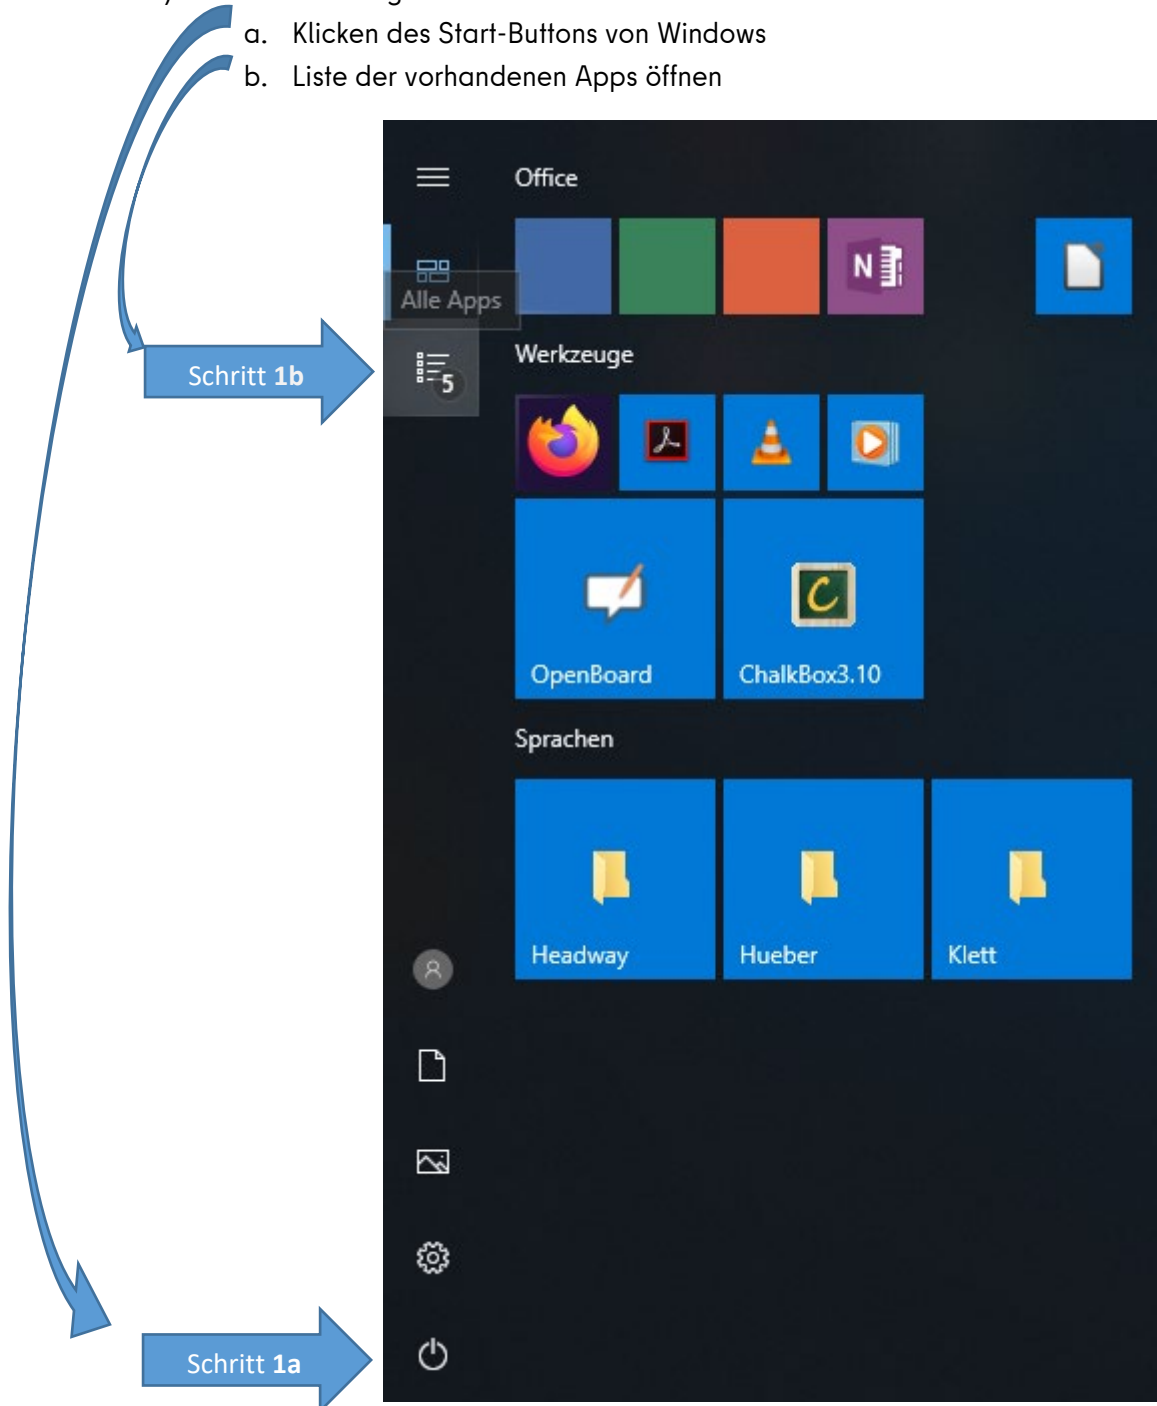 a. Klicken des Start-Buttons von Windows
b. Liste der vorhandenen Apps öffnen
Office
N
Alle Apps
Schritt 1b
5
Werkzeuge
C
OpenBoard
ChalkBox3.10
Sprachen
Headway
Hueber
Klett
Schritt 1a